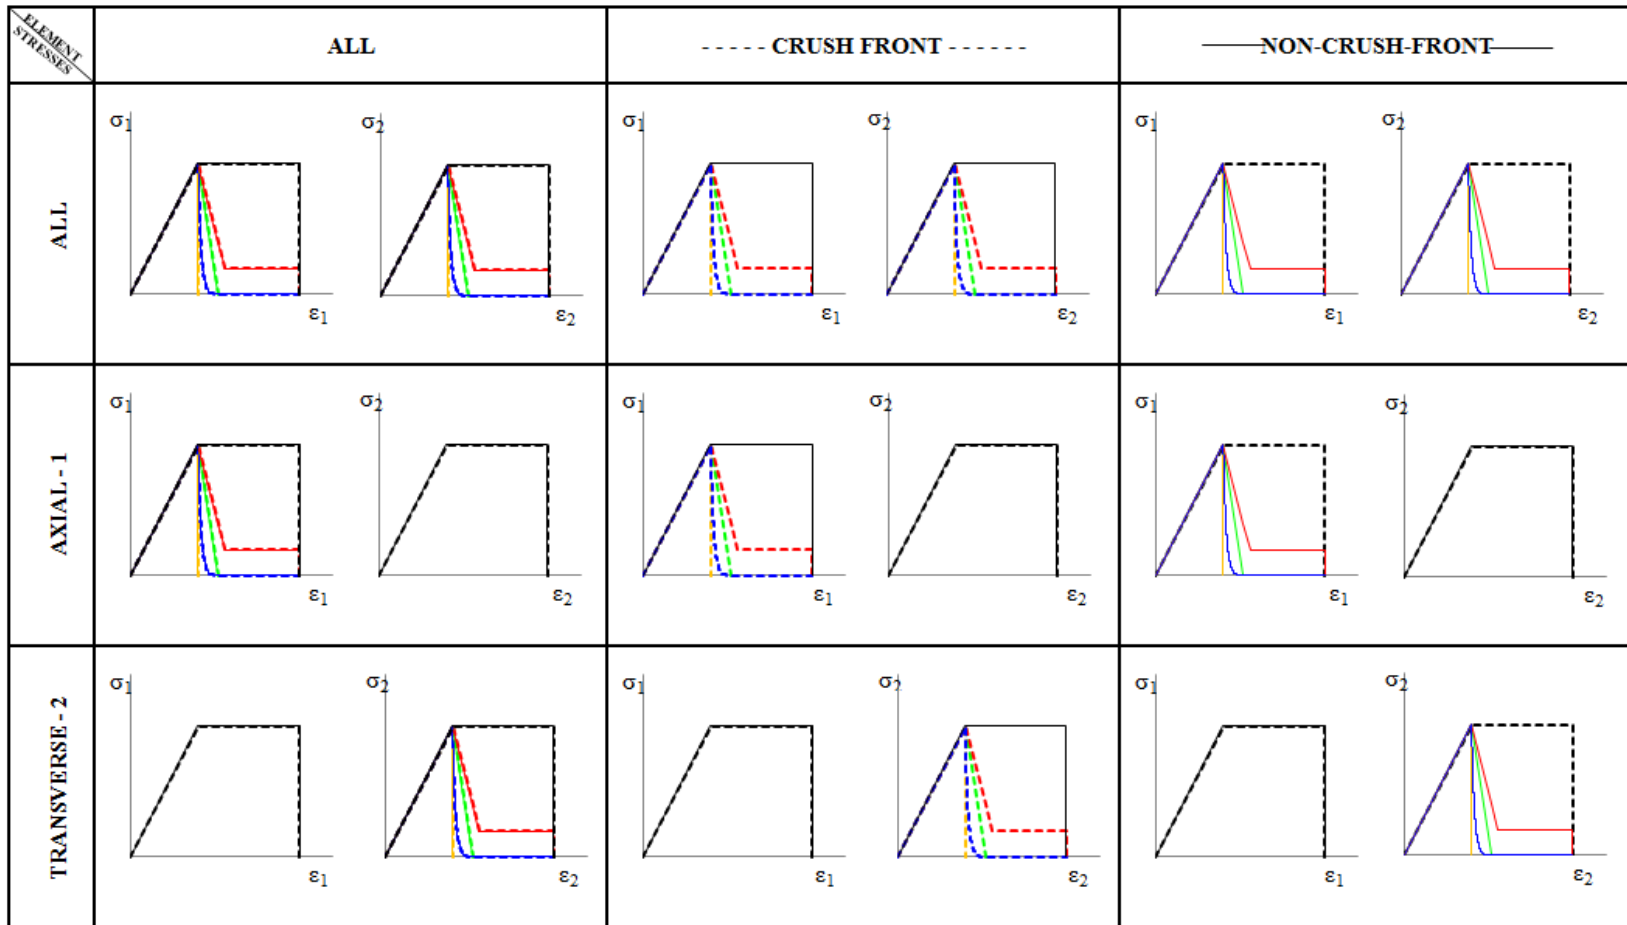 ELEMENT
STRESSES
ALL
- - - - - CRUSH FRONT - - - - - -
NON-CRUSH-FRONT
ALL
σ1
ε1
σ2
ε2
σ1
ε1
σ2
ε2
σ1
ε1
σ2
ε2
AXIAL - 1
σ1
ε1
σ2
ε2
σ1
ε1
σ2
ε2
σ1
ε1
σ2
ε2
TRANSVERSE - 2
σ1
ε1
σ2
ε2
σ1
ε1
σ2
ε2
σ1
ε1
σ2
ε2